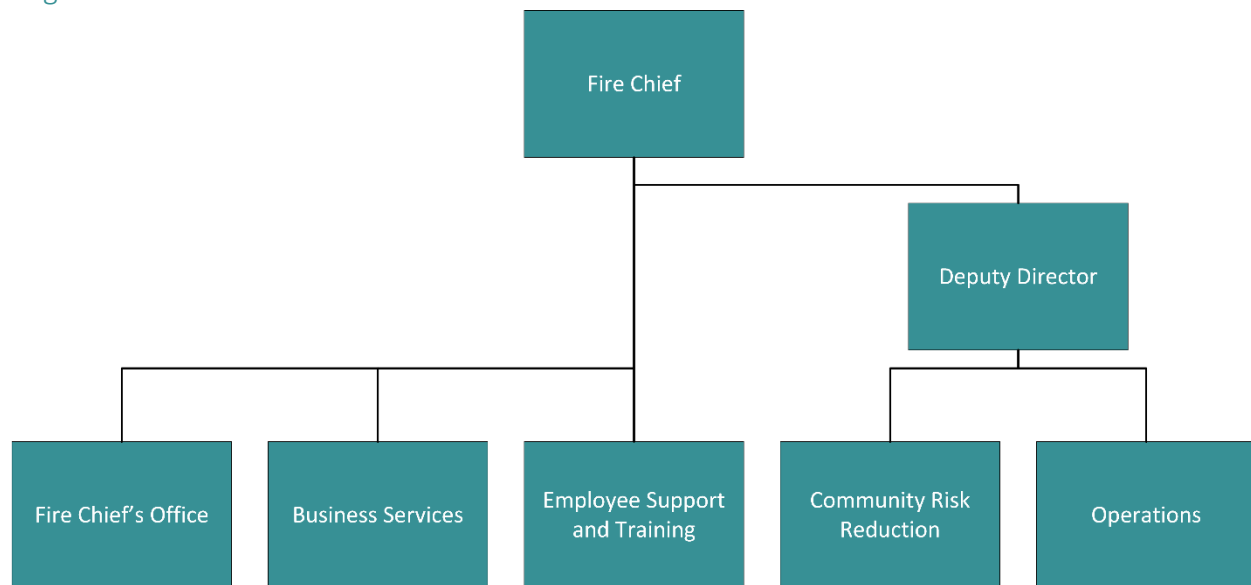 Fire Chief
Deputy Director
Fire Chief’s Office
Business Services
Employee Support
and Training
Community Risk
Reduction
Operations